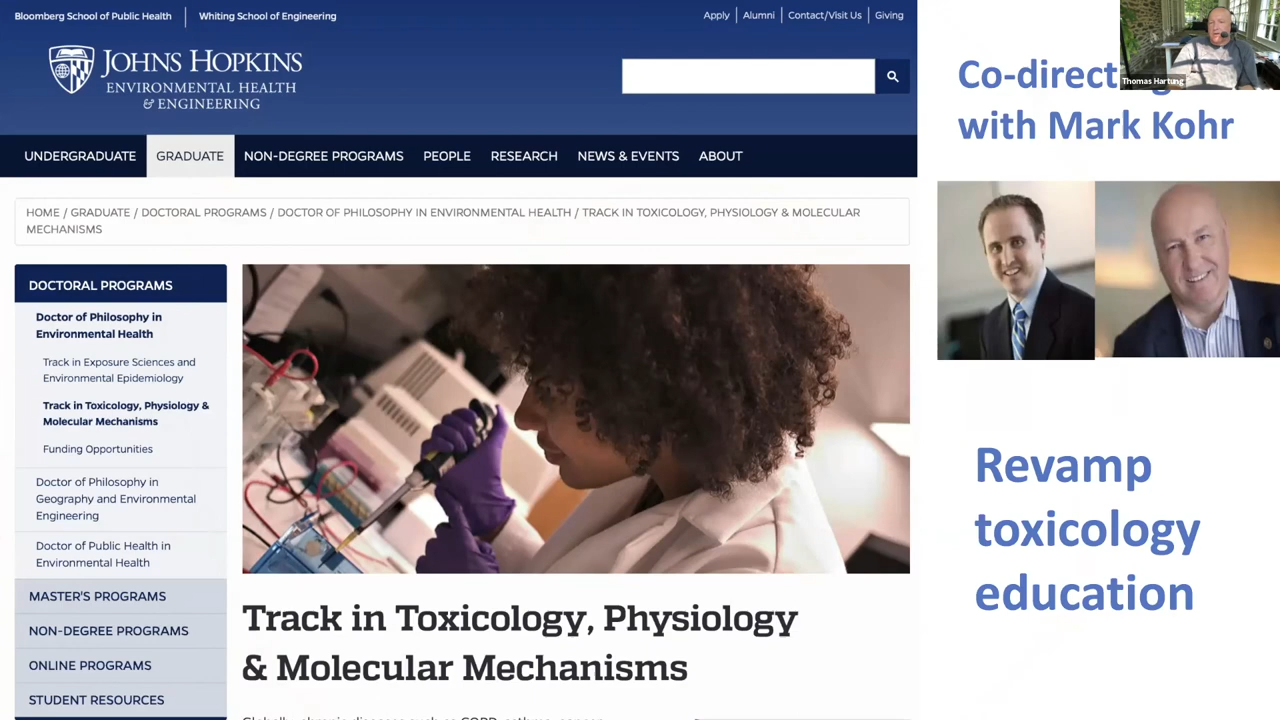 Bloomberg School of Public Health
Whiting School of Engineering
Apply
Alumni
Contact/Visit Us
Giving
JOHNS HOPKINS
ENVIRONMENTAL HEALTH
& ENGINEERING
UNDERGRADUATE
GRADUATE
NON-DEGREE PROGRAMS
PEOPLE
RESEARCH
NEWS & EVENTS
ABOUT
HOME / GRADUATE / DOCTORAL PROGRAMS / DOCTOR OF PHILOSOPHY IN ENVIRONMENTAL HEALTH / TRACK IN TOXICOLOGY, PHYSIOLOGY & MOLECULAR
MECHANISMS
DOCTORAL PROGRAMS
Doctor of Philosophy in
Environmental Health
Track in Exposure Sciences and
Environmental Epidemiology
Track in Toxicology, Physiology &
Molecular Mechanisms
Funding Opportunities
Doctor of Philosophy in
Geography and Environmental
Engineering
Doctor of Public Health in
Environmental Health
MASTER'S PROGRAMS
NON-DEGREE PROGRAMS
ONLINE PROGRAMS
STUDENT RESOURCES
Track in Toxicology, Physiology
& Molecular Mechanisms
Thomas Hartung
Co-direct
with Mark Kohr
Revamp
toxicology
education